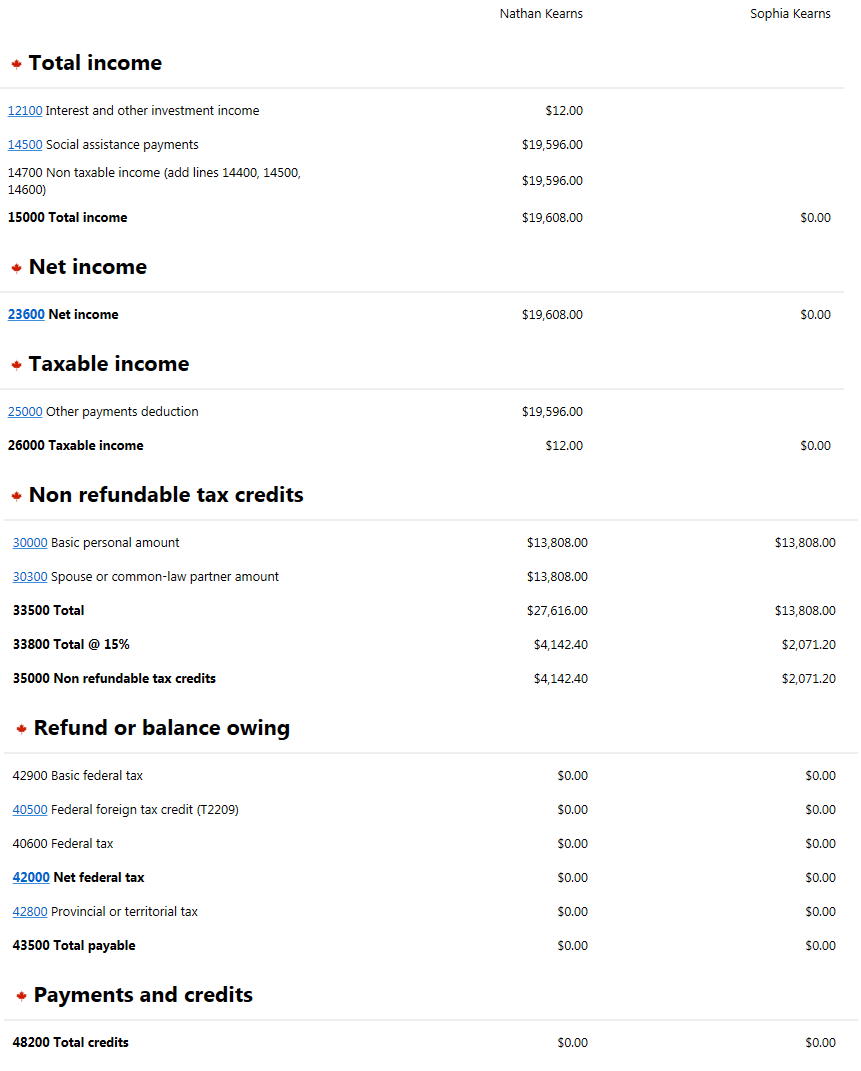 Nathan Kearns Sophia Kearns
Total income
12100 Interest and other investment income $12.00
14500 Social assistance payments $19,596.00
14700 Non taxable income (add lines 14400, 14500,
14600) $19,596.00
15000 Total income $19,608.00 $0.00
Net income
23600 Net income $19,608.00 $0.00
Taxable income
25000 Other payments deduction $19,596.00
26000 Taxable income $12.00 $0.00
Non refundable tax credits
30000 Basic personal amount $13,808.00 $13,808.00
30300 Spouse or common-law partner amount $13,808.00
33500 Total $27,616.00 $13,808.00
33800 Total @ 15% $4,142.40 $2,071.20
35000 Non refundable tax credits $4,142.40 $2,071.20
Refund or balance owing
42900 Basic federal tax $0.00 $0.00
40500 Federal foreign tax credit (T2209) $0.00 $0.00
40600 Federal tax $0.00 $0.00
42000 Net federal tax $0.00 $0.00
42800 Provincial or territorial tax $0.00 $0.00
43500 Total payable $0.00 $0.00
Payments and credits
48200 Total credits $0.00 $0.00